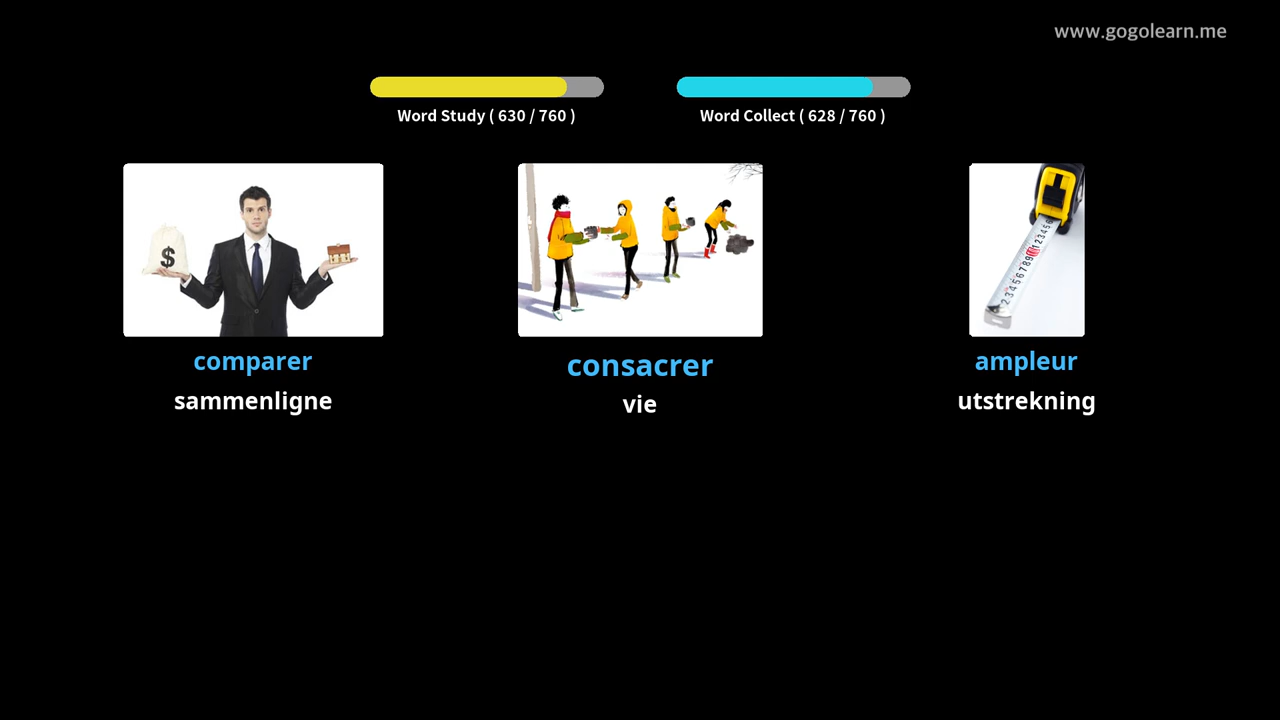 www.gogolearn.me
Word Study ( 630 / 760 )
Word Collect ( 628 / 760 )
$
comparer
consacrer
ampleur
sammenligne
vie
utstrekning